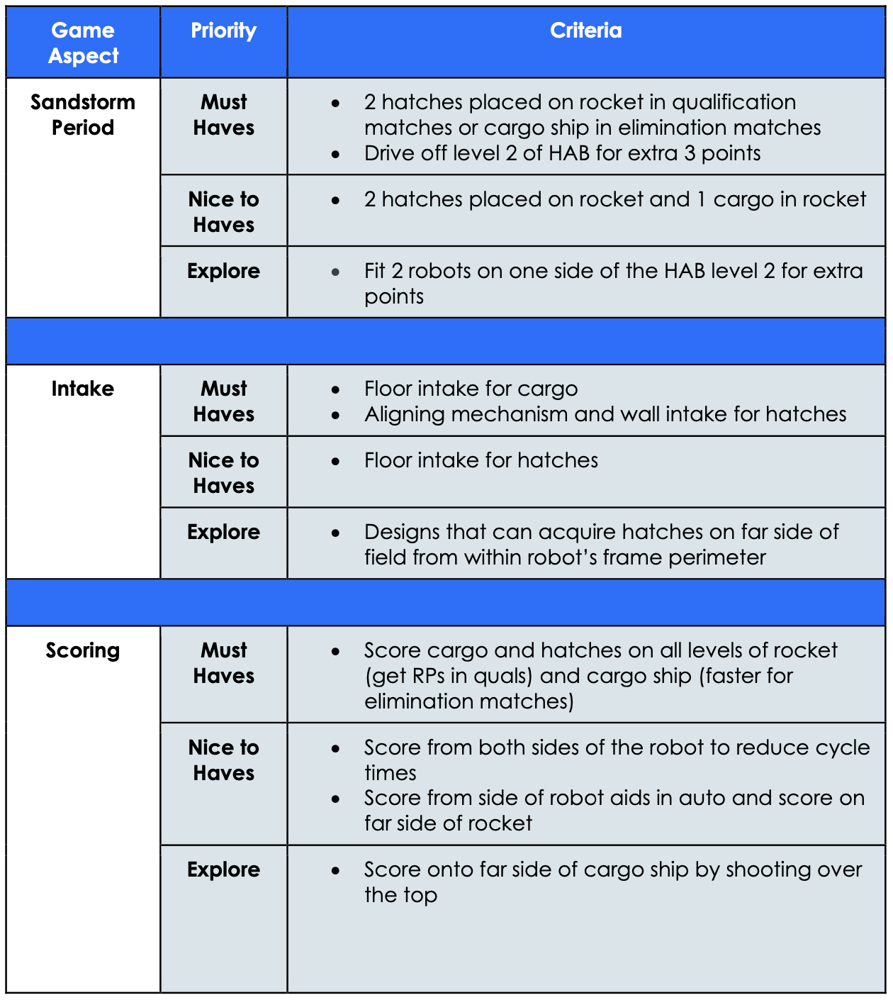 Game Aspect Priority Criteria
Sandstorm Period
Must Haves
• 2 hatches placed on rocket in qualification
matches or cargo ship in elimination matches
• Drive off level 2 of HAB for extra 3 points
Nice to Haves
• 2 hatches placed on rocket and 1 cargo in rocket
Explore
• Fit 2 robots on one side of the HAB level 2 for extra
points
Intake
Must Haves
• Floor intake for cargo
• Aligning mechanism and wall intake for hatches
Nice to Haves
• Floor intake for hatches
Explore
• Designs that can acquire hatches on far side of
field from within robot’s frame perimeter
Scoring
Must Haves
• Score cargo and hatches on all levels of rocket
(get RPs in quals) and cargo ship (faster for
elimination matches)
Nice to Haves
• Score from both sides of the robot to reduce cycle
times
• Score from side of robot aids in auto and score on
far side of rocket
Explore
• Score onto far side of cargo ship by shooting over
the top